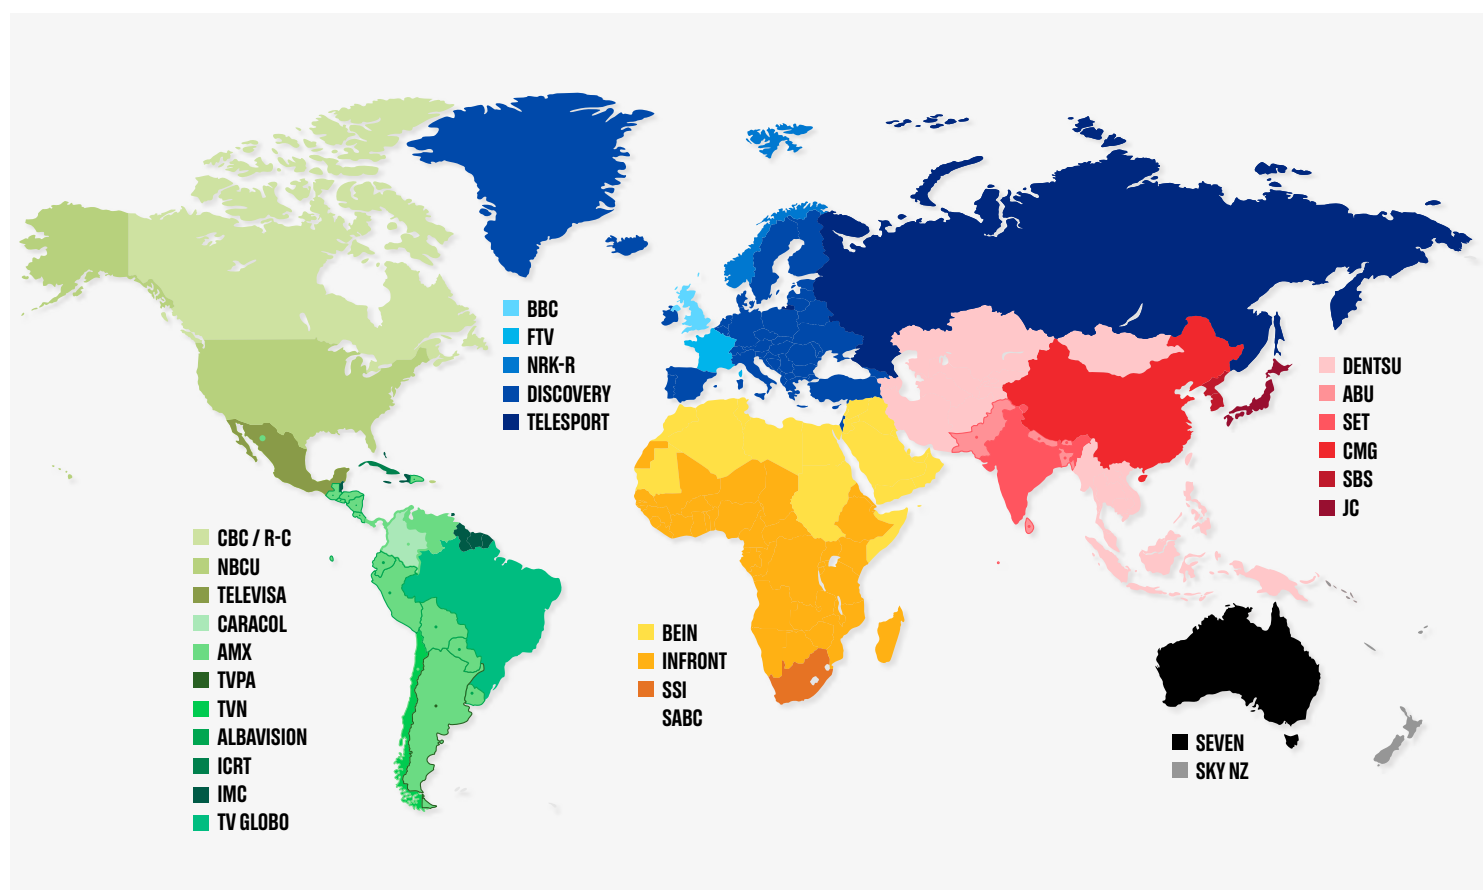 BBC
FTV
NRK-R
DISCOVERY
TELESPORT
DENTSU
ABU
SET
CMG
SBS
JC
CBC / R-C
NBCU
TELEVISA
CARACOL
AMX
TVPA
TVN
ALBAVISION
ICRT
IMC
TV GLOBO
BEIN
INFRONT
SSI
SABC
SEVEN
SKY NZ